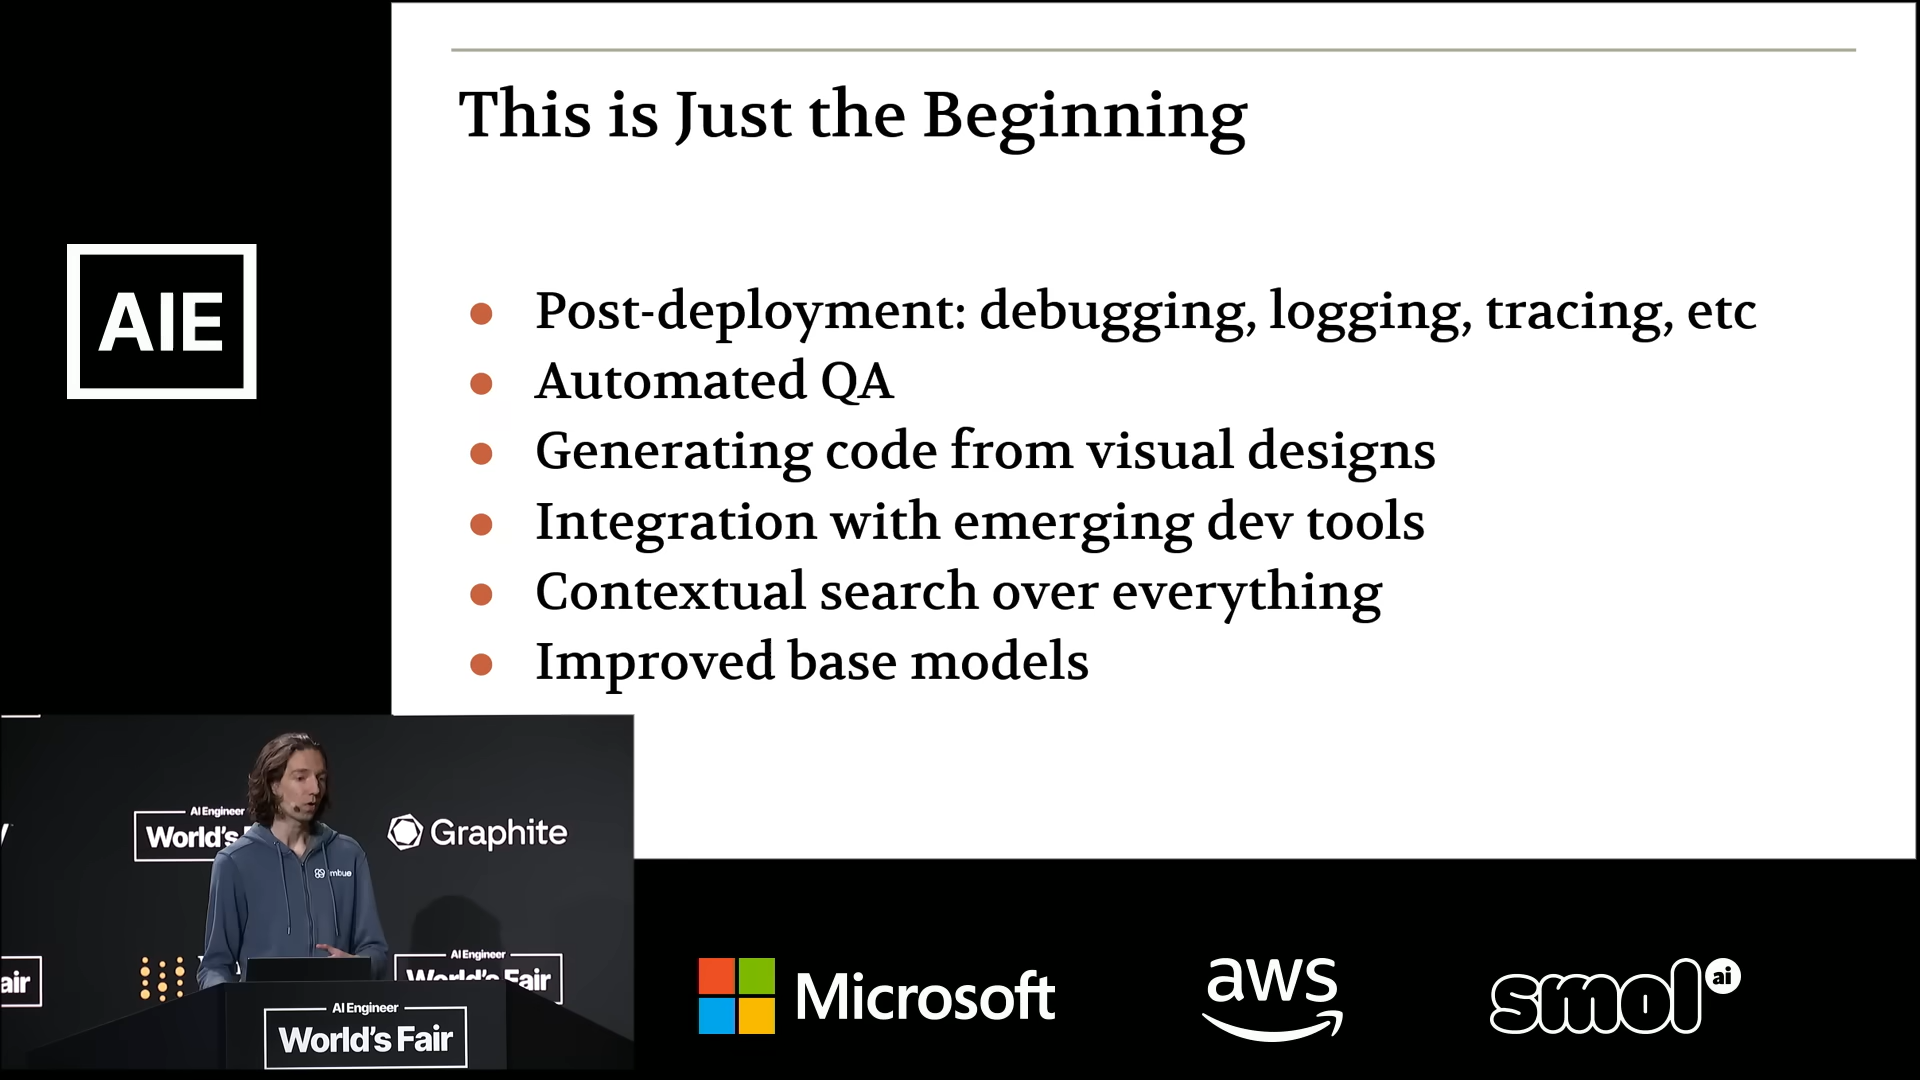 This is Just the Beginning
AIE
Post-deployment: debugging, logging, tracing, etc
Automated QA
Generating code from visual designs
Integration with emerging dev tools
Contextual search over everything
Improved base models
AI Engineer
World's F
Graphite
mbue
AI Engineer
World's Fair
air
AI Engineer
World's Fair
Microsoft
aws
smol
ai